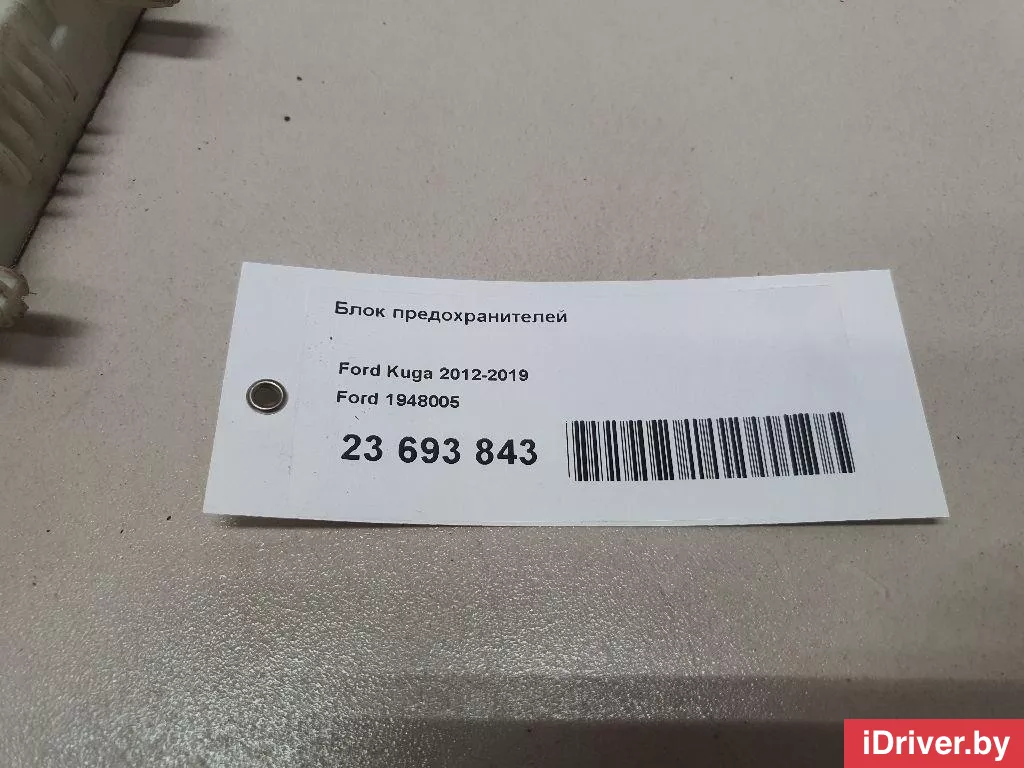 Блок предохранителей
Ford Kuga 2012-2019
Ford 1948005
23 693 843
iDriver.by